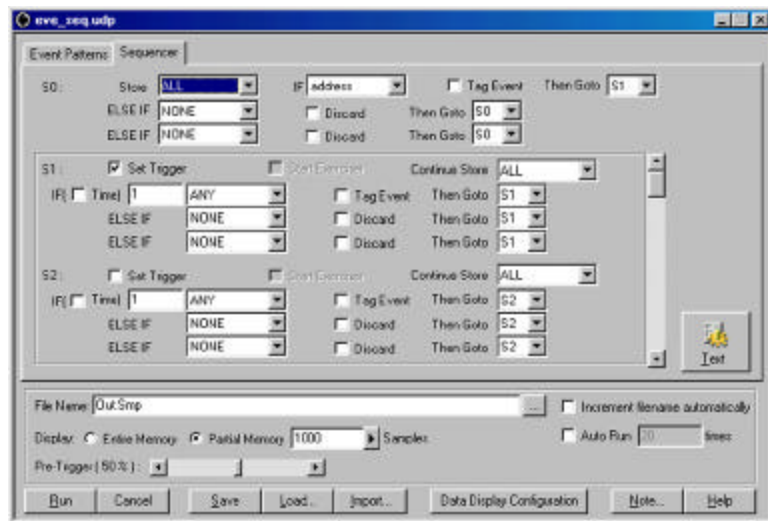 eve_seq.udp
Event Patterns Sequencer
S0: Store ALL IF address Tag Event Then Goto S1
ELSE IF NONE Discard Then Goto S0
ELSE IF NONE Discard Then Goto S0
S1: Set Trigger Start Exerciser Continue Store ALL
IF( Time) 1 ANY Tag Event Then Goto S1
ELSE IF NONE Discard Then Goto S1
ELSE IF NONE Discard Then Goto S1
S2: Set Trigger Start Exerciser Continue Store ALL
IF( Time) 1 ANY Tag Event Then Goto S2
ELSE IF NONE Discard Then Goto S2
ELSE IF NONE Discard Then Goto S2
Text
File Name: Out.Smp ... Increment filename automatically
Display: Entire Memory Partial Memory 1000 Samples Auto Run 20 times
Pre-Trigger ( 50 % ) :
Run Cancel Save Load... Import... Data Display Configuration Note... Help